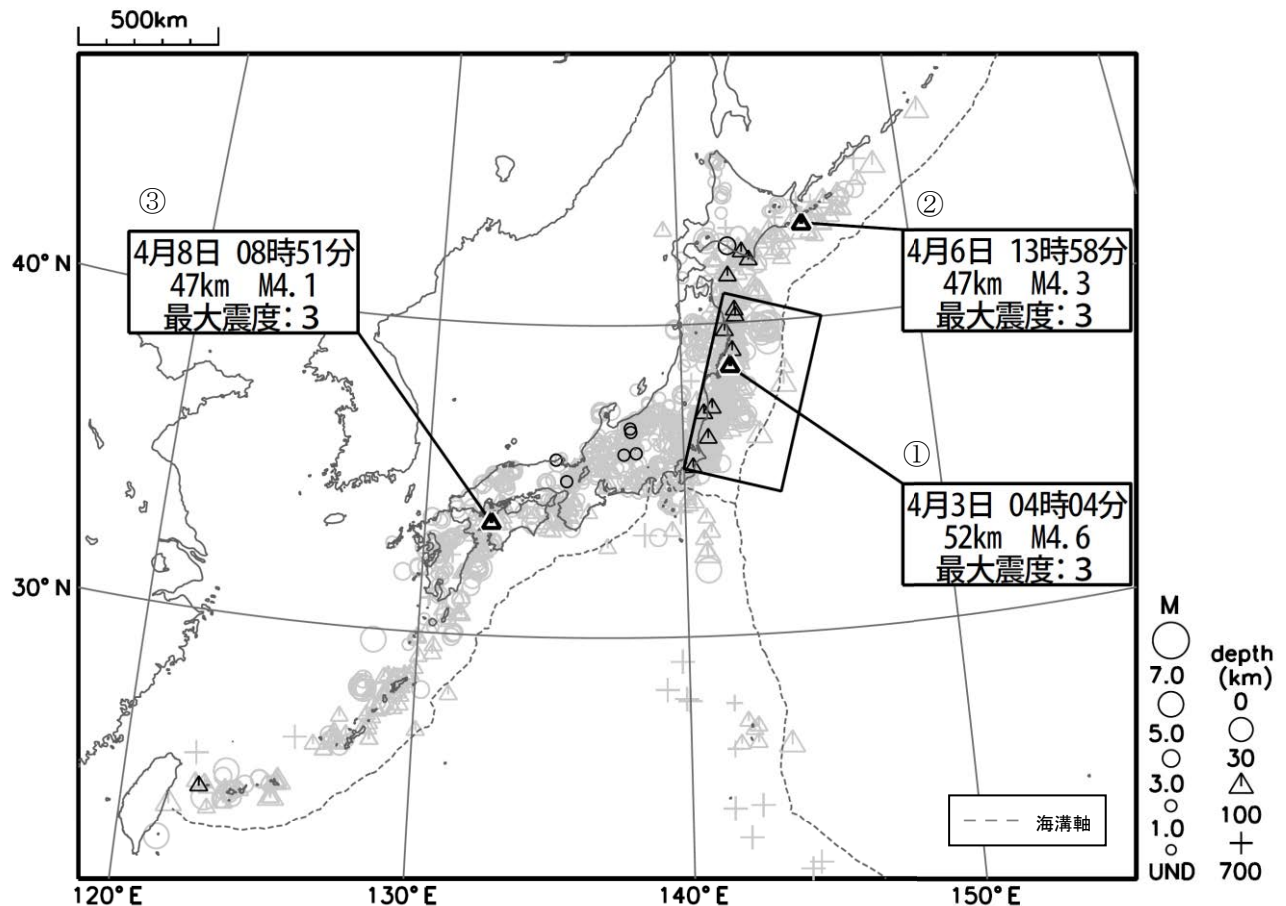 500km
③
4月8日 08時51分
47km M4.1
最大震度:3
②
4月6日 13時58分
47km M4.3
最大震度:3
①
4月3日 04時04分
52km M4.6
最大震度:3
40°N
30°N
120°E
130°E
140°E
150°E
海溝軸
M
7.0
5.0
3.0
1.0
UND
depth
(km)
0
30
100
700